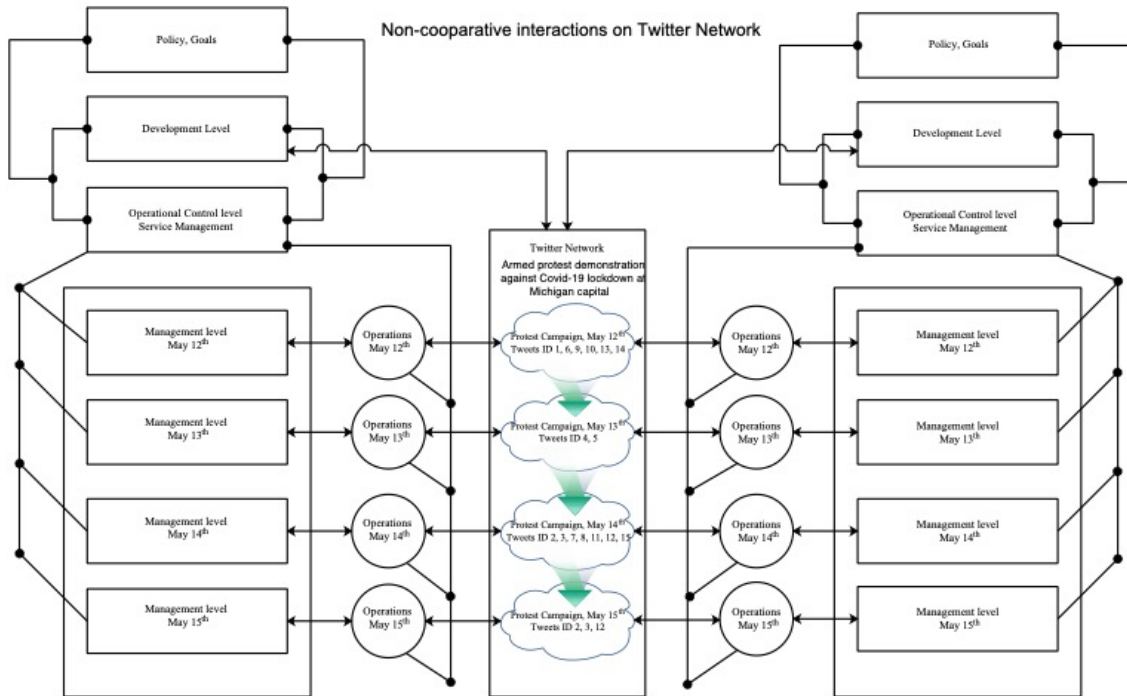 Non-cooparative interactions on Twitter Network
Policy, Goals
Development Level
Operational Control level
Service Management
Policy, Goals
Development Level
Operational Control level
Service Management
Twitter Network
Armed protest demonstration
against Covid-19 lockdown at
Michigan capital
Management level
May 12th
Operations
May 12th
Protest Campaign, May 12th
Tweets ID 1, 6, 9, 10, 13, 14
Operations
May 12th
Management level
May 12th
Management level
May 13th
Operations
May 13th
Protest Campaign, May 13th
Tweets ID 4, 5
Operations
May 13th
Management level
May 13th
Management level
May 14th
Operations
May 14th
Protest Campaign, May 14th
Tweets ID 2, 3, 7, 8, 11, 12, 15
Operations
May 14th
Management level
May 14th
Management level
May 15th
Operations
May 15th
Protest Campaign, May 15th
Tweets ID 2, 3, 12
Operations
May 15th
Management level
May 15th